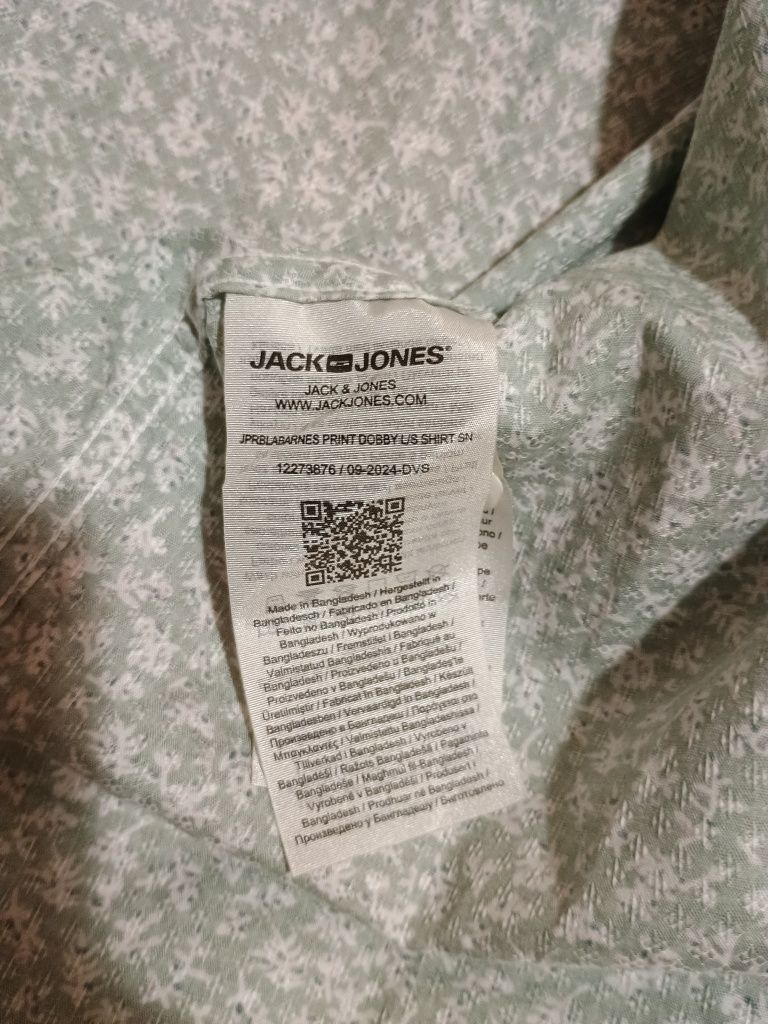 JACK JONES®
JACK & JONES
WWW.JACKJONES.COM
JPRBLABARNES PRINT DOBBY L/S SHIRT SN
12273876 / 09-2024-DVS
Made in Bangladesh / Hergestellt in
Bangladesch / Fabricado en Bangladesh /
Feito no Bangladesh / Prodotto in
Bangladesh / Wyprodukowano w
Bangladeszu / Fremstillet i Bangladesh /
Valmistatud Bangladeshis / Fabriqué au
Bangladesh / Proizvedeno u Bangladešu /
Proizvedeno v Bangladešu / Bangladeş'te
Üretilmiştir / Fabricat în Bangladesh / Készült
Bangladesben / Vervaardigd in Bangladesh
Произведено в Бангладеш / Παράγεται στο
Μπαγκλαντές / Valmistettu Bangladeshissa /
Tillverkad i Bangladesh / Vyrobeno v
Bangladéši / Ražots Bangladešā / Pagaminta
Bangladeše / Magħmul fil-Bangladesh /
Vyrobené v Bangladéši / Produsert i
Bangladesh / Prodhuar në Bangladesh /
Произведено у Бангладешу / Виготовлено